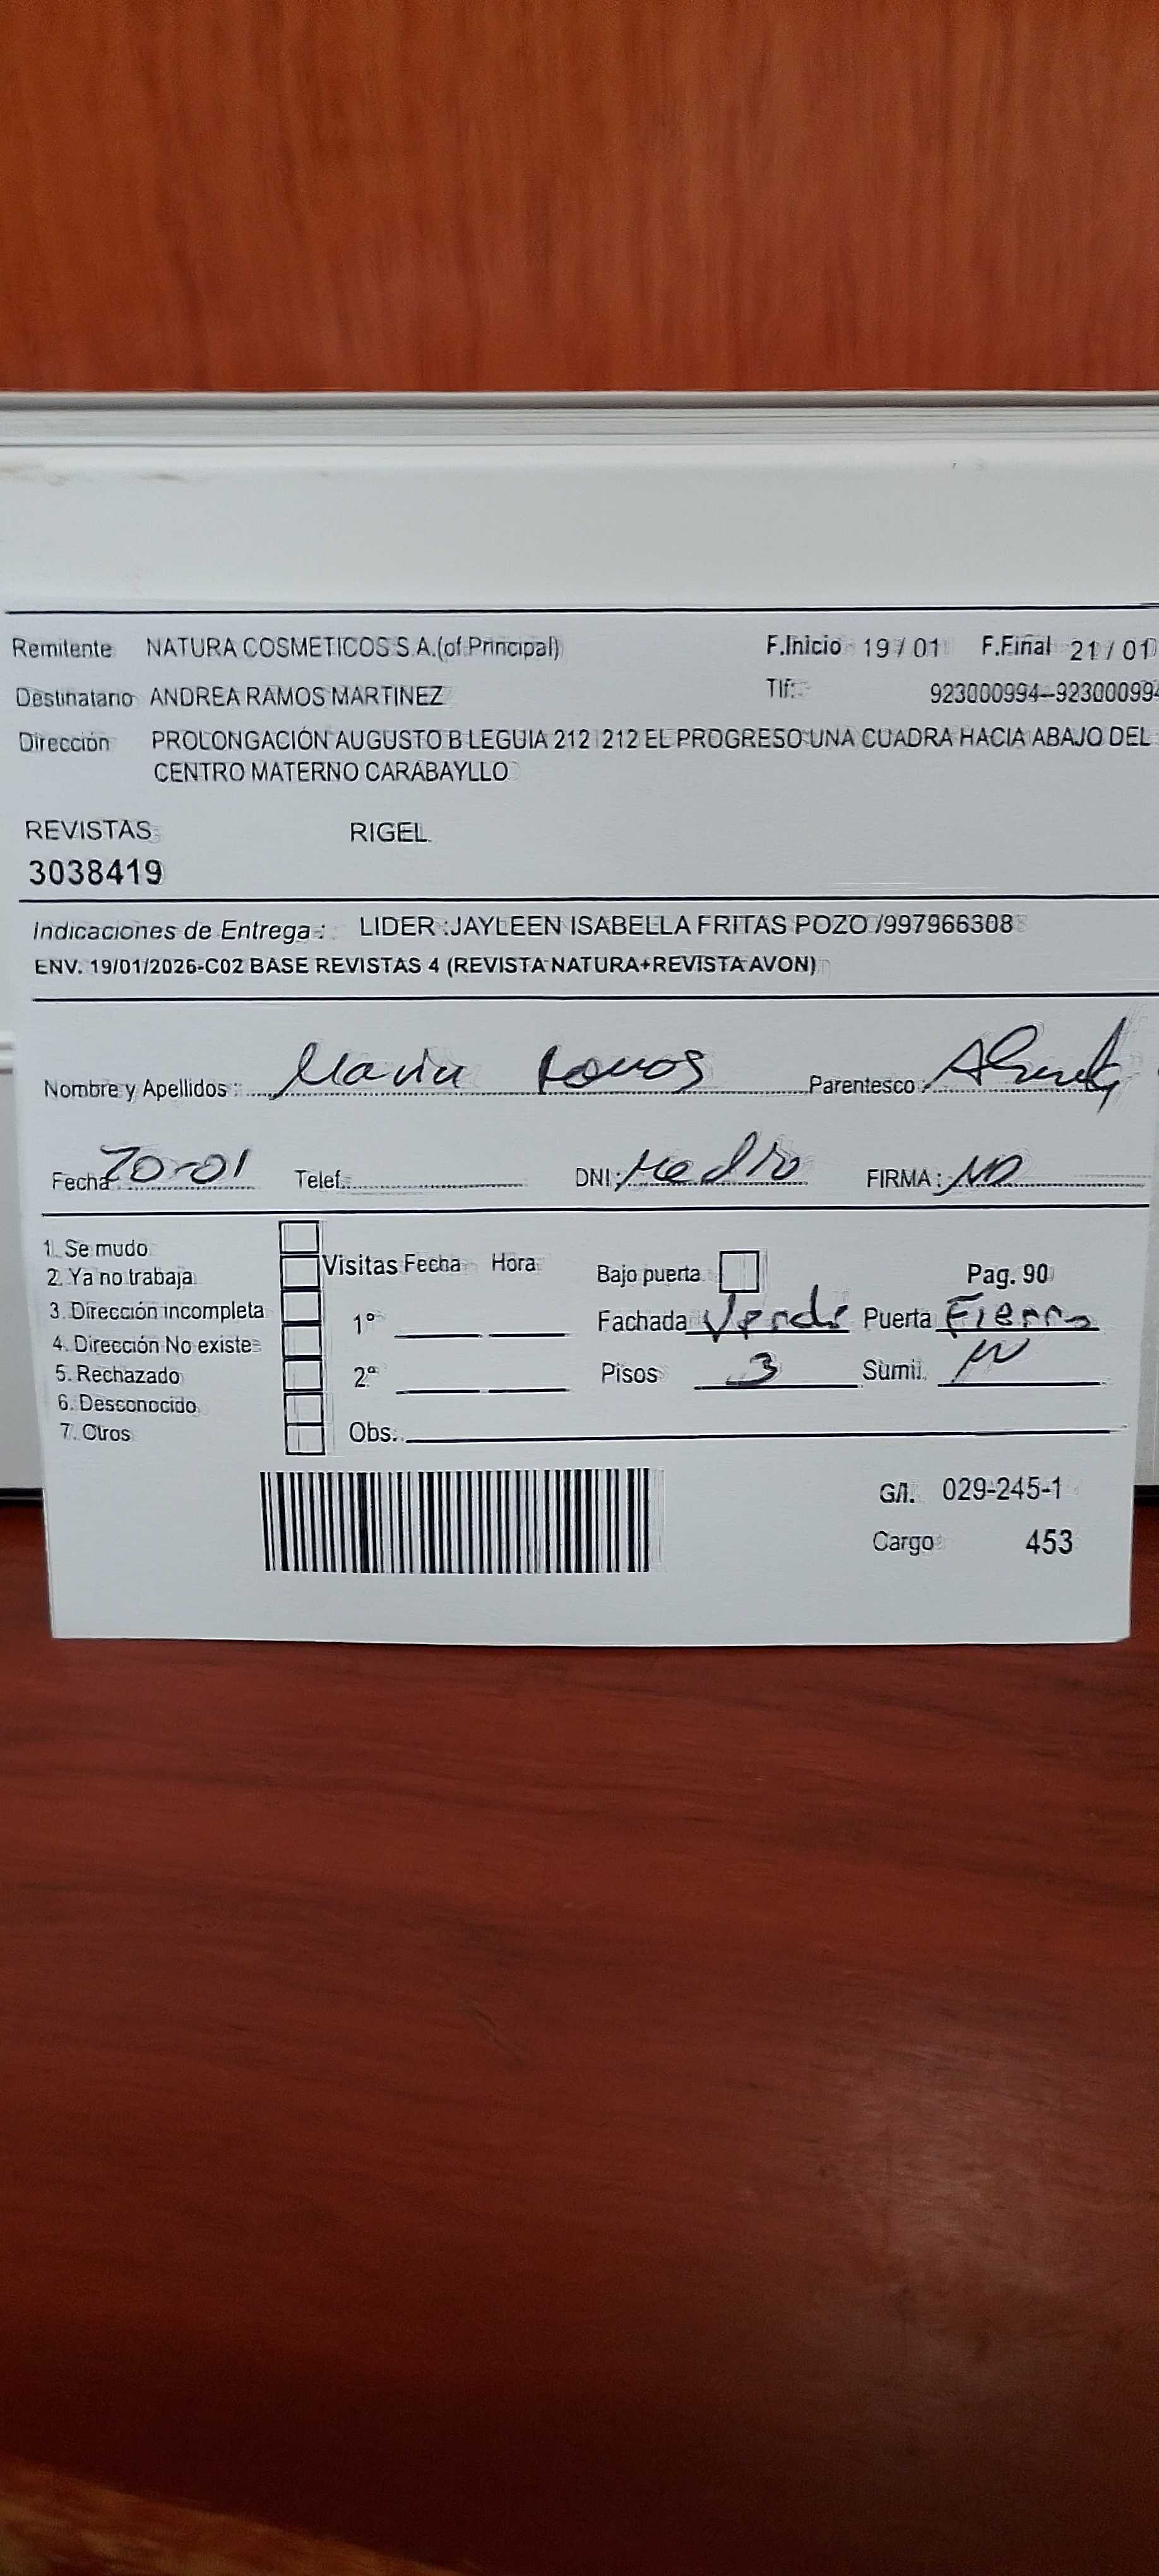 Remitente NATURA COSMETICOS S.A.(of.Principal) F.Inicio 19 / 01 F.Final 21 / 01
Destinatario ANDREA RAMOS MARTINEZ Tlf: 923000994-923000994
Dirección PROLONGACIÓN AUGUSTO B LEGUIA 212 212 EL PROGRESO UNA CUADRA HACIA ABAJO DEL
CENTRO MATERNO CARABAYLLO
REVISTAS RIGEL
3038419
Indicaciones de Entrega : LIDER :JAYLEEN ISABELLA FRITAS POZO /997966308
ENV. 19/01/2026-C02 BASE REVISTAS 4 (REVISTA NATURA+REVISTA AVON)
Nombre y Apellidos : Maria Ramos Parentesco :
Fecha 20-01 Telef. DNI: FIRMA :
1. Se mudo
2. Ya no trabaja
3. Dirección incompleta
4. Dirección No existe
5. Rechazado
6. Desconocido
7. Otros
Visitas Fecha Hora
1°
2ª
Bajo puerta Pag. 90
Fachada Verde Puerta Fierro
Pisos 3 Sumi.
Obs.
G/I. 029-245-1
Cargo 453